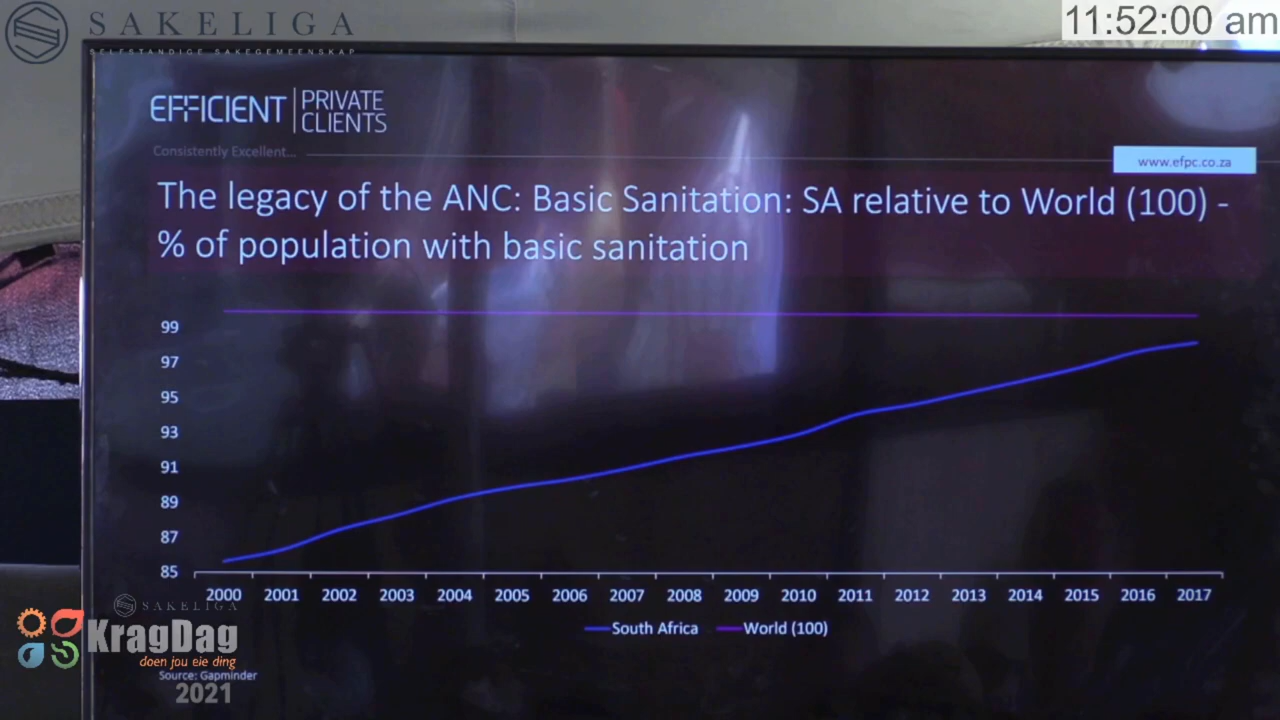 SAKELIGA
SELFSTANDIGE SAKEGEMEENSKAP
11:52:00 am
EFFICIENT PRIVATE CLIENTS
Consistently Excellent...
www.efpc.co.za
The legacy of the ANC: Basic Sanitation: SA relative to World (100) -
% of population with basic sanitation
99
97
95
93
91
89
87
85
2000 2001 2002 2003 2004 2005 2006 2007 2008 2009 2010 2011 2012 2013 2014 2015 2016 2017
South Africa World (100)
SAKELIGA
KragDag
doen jou eie ding
Source: Gapminder
2021